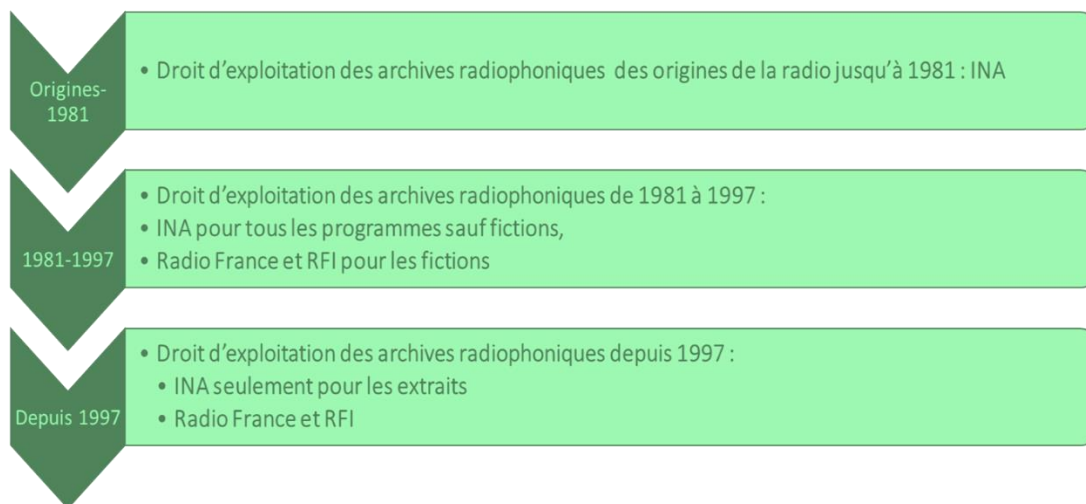 Origines-
1981
• Droit d’exploitation des archives radiophoniques des origines de la radio jusqu’à 1981 : INA
1981-1997
• Droit d’exploitation des archives radiophoniques de 1981 à 1997 :
• INA pour tous les programmes sauf fictions,
• Radio France et RFI pour les fictions
Depuis 1997
• Droit d’exploitation des archives radiophoniques depuis 1997 :
• INA seulement pour les extraits
• Radio France et RFI